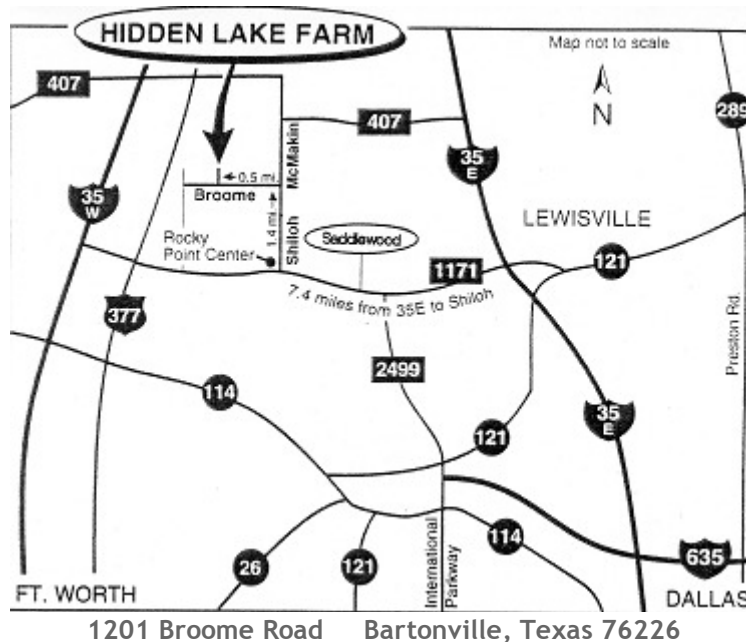 HIDDEN LAKE FARM
Map not to scale
N
407
407
289
35
E
35
W
0.5 mi.
Broome
McMakin
Shiloh
1.4 mi.
Rocky
Point Center
Saddlewood
LEWISVILLE
121
1171
7.4 miles from 35E to Shiloh
377
2499
Preston Rd.
114
121
35
E
26
121
International
Parkway
114
635
FT. WORTH
DALLAS
1201 Broome Road Bartonville, Texas 76226